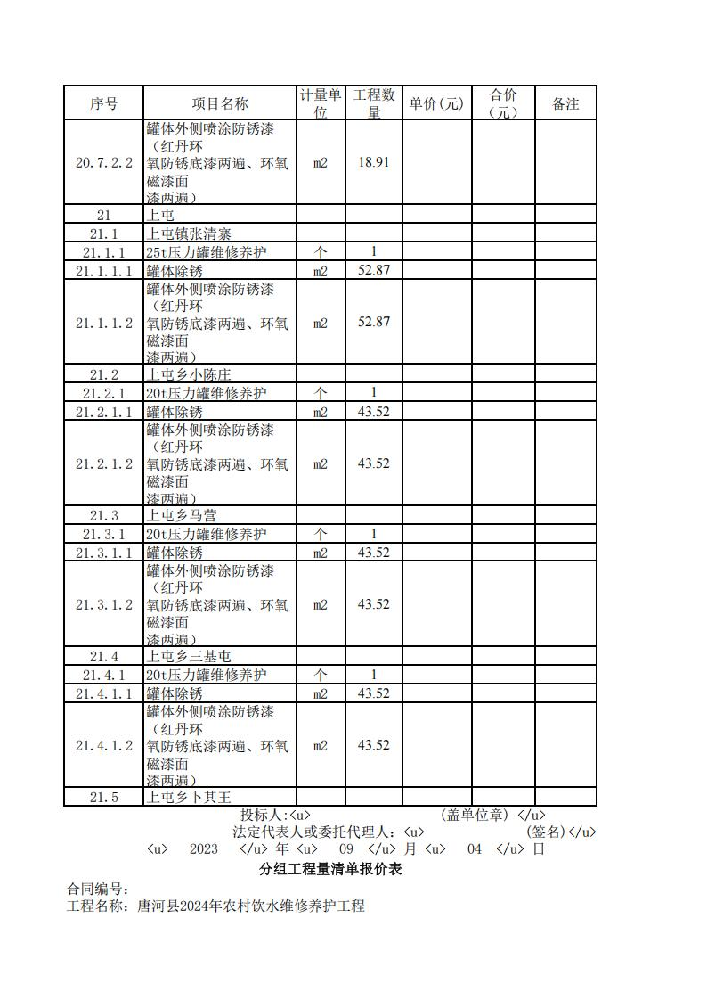 序号 项目名称 计量单位 工程数量 单价(元) 合价（元） 备注
20.7.2.2 罐体外侧喷涂防锈漆（红丹环氧防锈底漆两遍、环氧磁漆面漆两遍） m2 18.91
21 上屯
21.1 上屯镇张清寨
21.1.1 25t压力罐维修养护 个 1
21.1.1.1 罐体除锈 m2 52.87
21.1.1.2 罐体外侧喷涂防锈漆（红丹环氧防锈底漆两遍、环氧磁漆面漆两遍） m2 52.87
21.2 上屯乡小陈庄
21.2.1 20t压力罐维修养护 个 1
21.2.1.1 罐体除锈 m2 43.52
21.2.1.2 罐体外侧喷涂防锈漆（红丹环氧防锈底漆两遍、环氧磁漆面漆两遍） m2 43.52
21.3 上屯乡马营
21.3.1 20t压力罐维修养护 个 1
21.3.1.1 罐体除锈 m2 43.52
21.3.1.2 罐体外侧喷涂防锈漆（红丹环氧防锈底漆两遍、环氧磁漆面漆两遍） m2 43.52
21.4 上屯乡三基屯
21.4.1 20t压力罐维修养护 个 1
21.4.1.1 罐体除锈 m2 43.52
21.4.1.2 罐体外侧喷涂防锈漆（红丹环氧防锈底漆两遍、环氧磁漆面漆两遍） m2 43.52
21.5 上屯乡卜其王
投标人:<u> (盖单位章) </u>
法定代表人或委托代理人: <u> (签名)</u>
<u> 2023 </u> 年 <u> 09 </u> 月 <u> 04 </u> 日
分组工程量清单报价表
合同编号:
工程名称: 唐河县2024年农村饮水维修养护工程